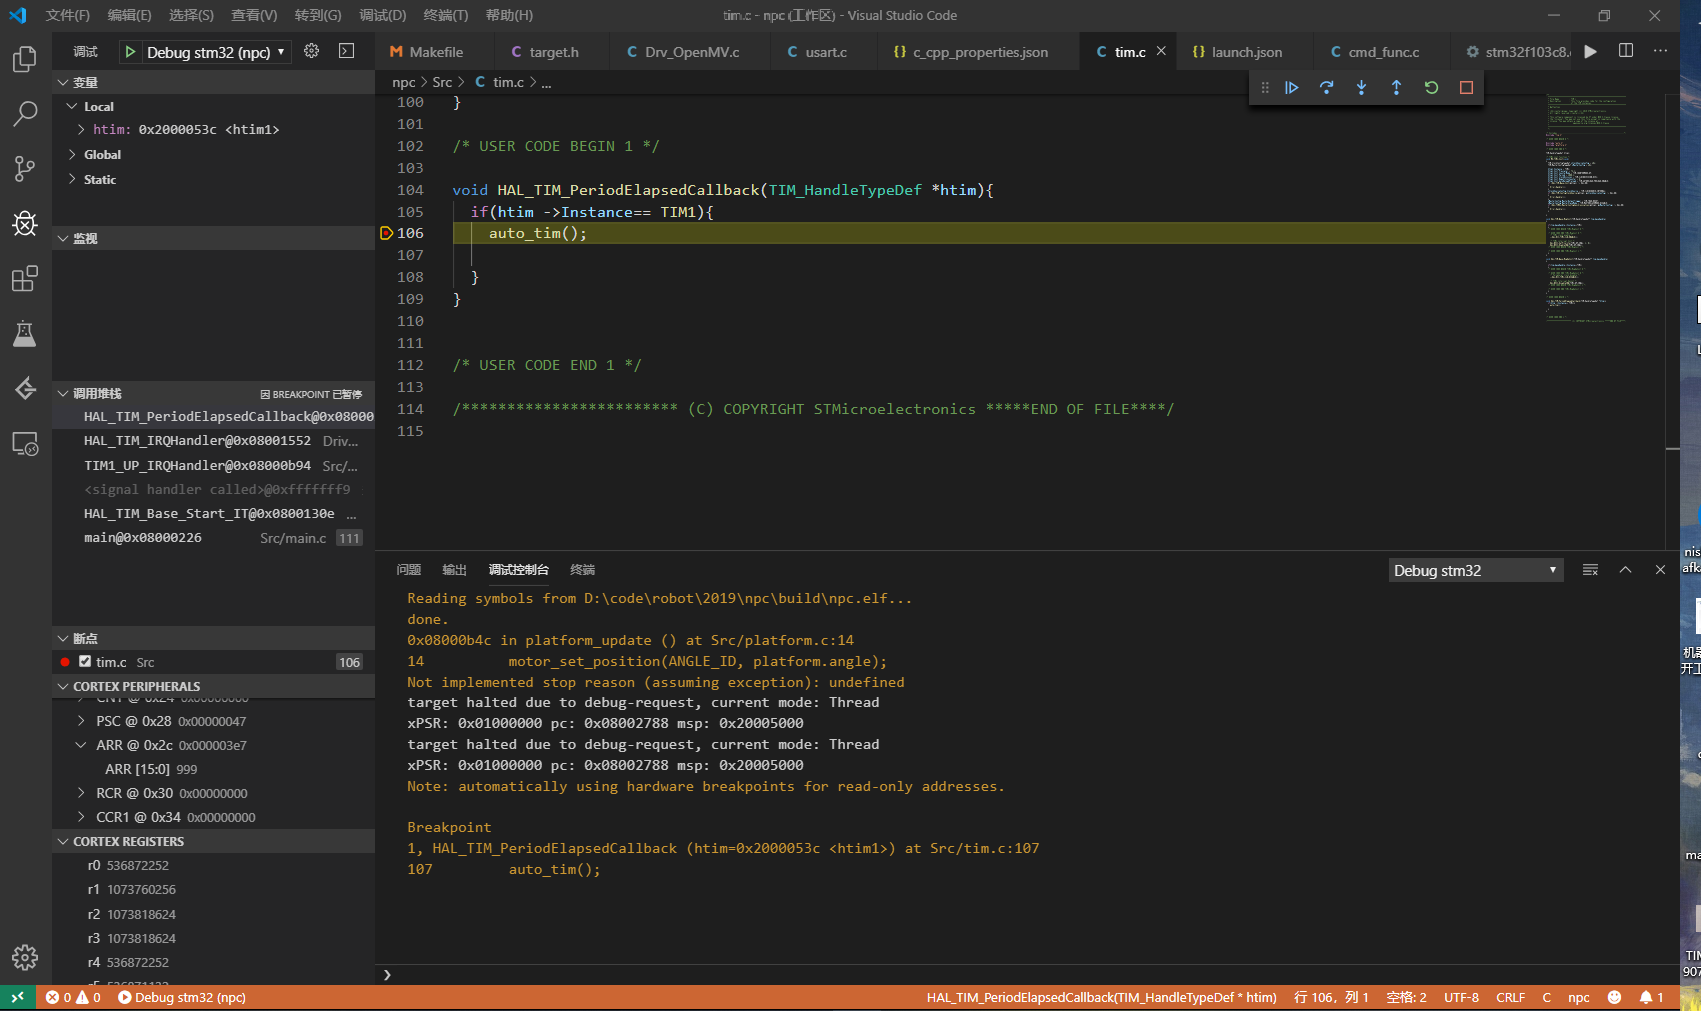 文件(F) 编辑(E) 选择(S) 查看(V) 转到(G) 调试(D) 终端(T) 帮助(H) tim.c - npc (工作区) - Visual Studio Code
调试 Debug stm32 (npc)
Makefile target.h Drv_OpenMV.c usart.c c_cpp_properties.json tim.c launch.json cmd_func.c stm32f103c8.
npc > Src > C tim.c > ...
变量
Local
htim: 0x2000053c <htim1>
Global
Static
监视
调用堆栈 因 BREAKPOINT 已暂停
HAL_TIM_PeriodElapsedCallback@0x08000
HAL_TIM_IRQHandler@0x08001552 Driv...
TIM1_UP_IRQHandler@0x08000b94 Src/...
<signal handler called>@0xfffffff9
HAL_TIM_Base_Start_IT@0x0800130e ...
main@0x08000226 Src/main.c 111
断点
tim.c Src 106
CORTEX PERIPHERALS
CNT @ 0x24 0x00000000
PSC @ 0x28 0x00000047
ARR @ 0x2c 0x000003e7
ARR [15:0] 999
RCR @ 0x30 0x00000000
CCR1 @ 0x34 0x00000000
CORTEX REGISTERS
r0 536872252
r1 1073760256
r2 1073818624
r3 1073818624
r4 536872252
100 }
101
102 /* USER CODE BEGIN 1 */
103
104 void HAL_TIM_PeriodElapsedCallback(TIM_HandleTypeDef *htim){
105 if(htim ->Instance== TIM1){
106 auto_tim();
107
108 }
109 }
110
111
112 /* USER CODE END 1 */
113
114 /************************ (C) COPYRIGHT STMicroelectronics *****END OF FILE****/
115
问题 输出 调试控制台 终端 Debug stm32
Reading symbols from D:\code\robot\2019\npc\build\npc.elf...
done.
0x08000b4c in platform_update () at Src/platform.c:14
14 motor_set_position(ANGLE_ID, platform.angle);
Not implemented stop reason (assuming exception): undefined
target halted due to debug-request, current mode: Thread
xPSR: 0x01000000 pc: 0x08002788 msp: 0x20005000
target halted due to debug-request, current mode: Thread
xPSR: 0x01000000 pc: 0x08002788 msp: 0x20005000
Note: automatically using hardware breakpoints for read-only addresses.
Breakpoint
1, HAL_TIM_PeriodElapsedCallback (htim=0x2000053c <htim1>) at Src/tim.c:107
107 auto_tim();
0 0 Debug stm32 (npc) HAL_TIM_PeriodElapsedCallback(TIM_HandleTypeDef * htim) 行 106，列 1 空格: 2 UTF-8 CRLF C npc 1
nis
afk
机器
开工
ma
TIM
907